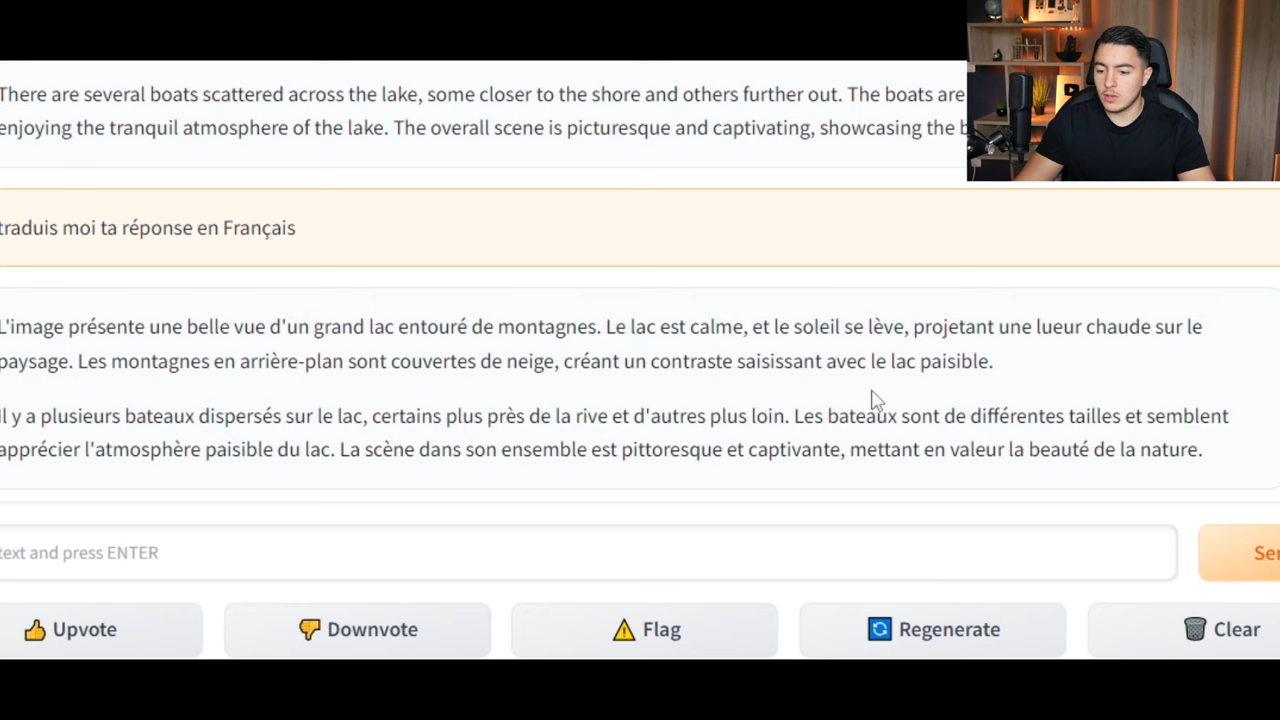 There are several boats scattered across the lake, some closer to the shore and others further out. The boats are
enjoying the tranquil atmosphere of the lake. The overall scene is picturesque and captivating, showcasing the
traduis moi ta réponse en Français
L'image présente une belle vue d'un grand lac entouré de montagnes. Le lac est calme, et le soleil se lève, projetant une lueur chaude sur le
paysage. Les montagnes en arrière-plan sont couvertes de neige, créant un contraste saisissant avec le lac paisible.
Il y a plusieurs bateaux dispersés sur le lac, certains plus près de la rive et d'autres plus loin. Les bateaux sont de différentes tailles et semblent
apprécier l'atmosphère paisible du lac. La scène dans son ensemble est pittoresque et captivante, mettant en valeur la beauté de la nature.
text and press ENTER
Upvote
Downvote
Flag
Regenerate
Clear